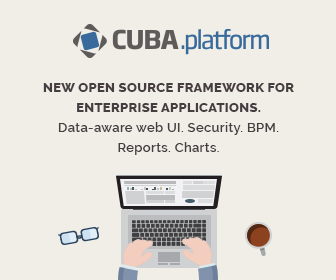 CUBA.platform
NEW OPEN SOURCE FRAMEWORK FOR
ENTERPRISE APPLICATIONS.
Data-aware web UI. Security. BPM.
Reports. Charts.